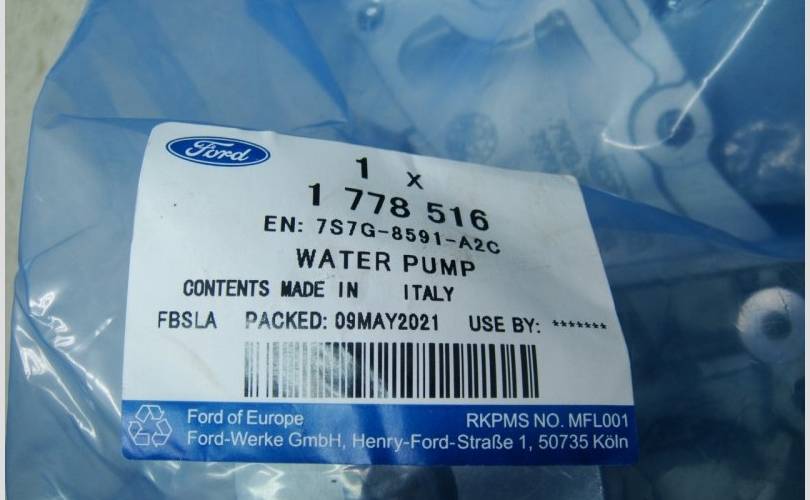 Ford
1 x
1 778 516
EN: 7S7G-8591-A2C
WATER PUMP
CONTENTS MADE IN ITALY
FBSLA PACKED: 09MAY2021 USE BY: *******
Ford of Europe RKPMS NO. MFL001
Ford-Werke GmbH, Henry-Ford-Straße 1, 50735 Köln